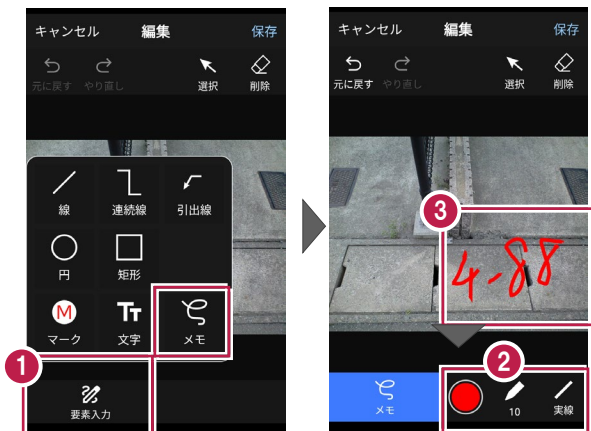 キャンセル 編集 保存
元に戻す やり直し 選択 削除
線 連続線 引出線
円 矩形
M
Tт
マーク 文字 メモ
1
要素入力
キャンセル 編集 保存
元に戻す やり直し 選択 削除
3
4-88
2
メモ 10 実線